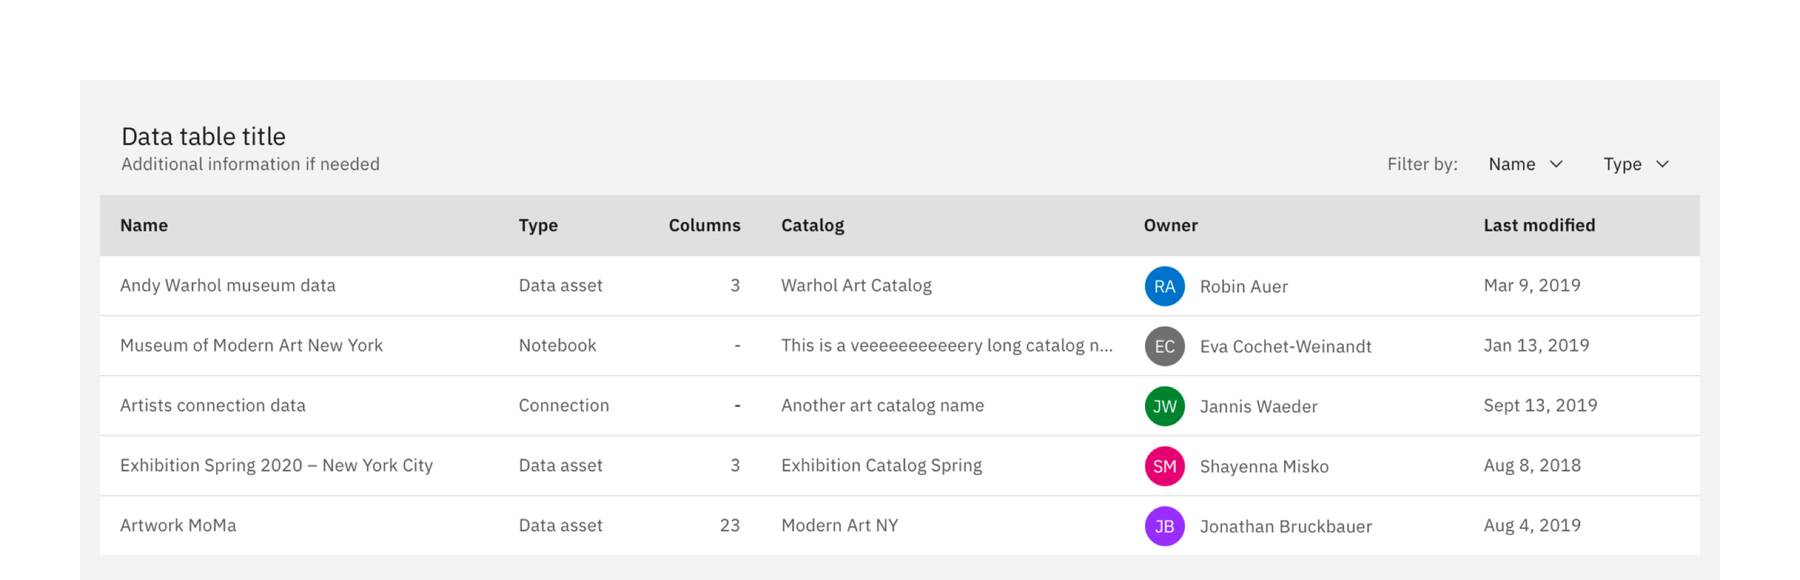 Data table title
Additional information if needed
Filter by: Name Type
Name Type Columns Catalog Owner Last modified
Andy Warhol museum data Data asset 3 Warhol Art Catalog RA Robin Auer Mar 9, 2019
Museum of Modern Art New York Notebook - This is a veeeeeeeeeeery long catalog n... EC Eva Cochet-Weinandt Jan 13, 2019
Artists connection data Connection - Another art catalog name JW Jannis Waeder Sept 13, 2019
Exhibition Spring 2020 – New York City Data asset 3 Exhibition Catalog Spring SM Shayenna Misko Aug 8, 2018
Artwork MoMa Data asset 23 Modern Art NY JB Jonathan Bruckbauer Aug 4, 2019